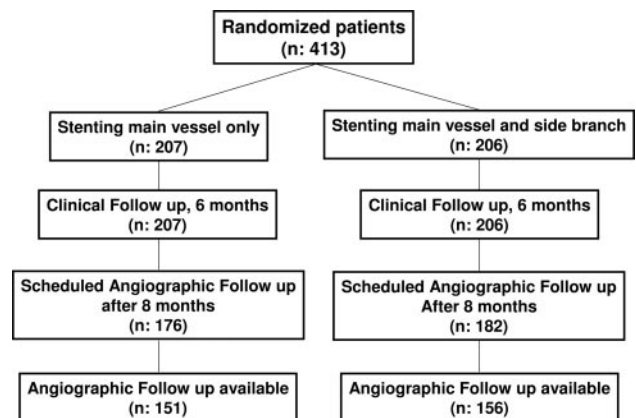 Randomized patients
(n: 413)
Stenting main vessel only
(n: 207)
Stenting main vessel and side branch
(n: 206)
Clinical Follow up, 6 months
(n: 207)
Clinical Follow up, 6 months
(n: 206)
Scheduled Angiographic Follow up
after 8 months
(n: 176)
Scheduled Angiographic Follow up
After 8 months
(n: 182)
Angiographic Follow up available
(n: 151)
Angiographic Follow up available
(n: 156)